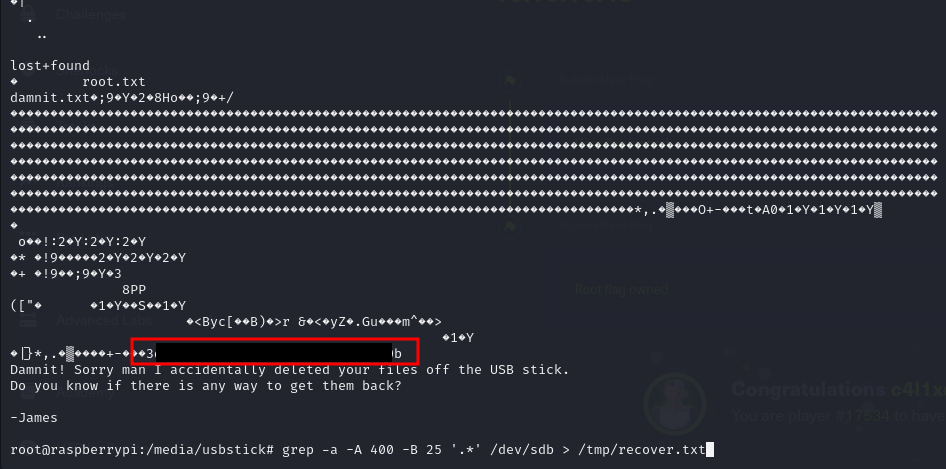 Challenges
.
..
lost+found
� root.txt
damnit.txt�;9�Y�2�8Ho��;9�+/
*,.�▒���O+-���t�A0�1�Y�1�Y�1�Y▒
�
o��!:2�Y:2�Y:2�Y
�* �!9�����2�Y�2�Y�2�Y
�+ �!9��;9�Y�3
8PP
(["� �1�Y��S��1�Y
�<Byc[��B)�>r &�<�yZ�.Gu���m^��>
�1�Y
�|}*,.�▒����+-���3
b
Damnit! Sorry man I accidentally deleted your files off the USB stick.
Do you know if there is any way to get them back?
-James
root@raspberrypi:/media/usbstick# grep -a -A 400 -B 25 '.*' /dev/sdb > /tmp/recover.txt
Root flag owned
Advanced Labs
Academy
Congratulations c4l1x
You are player #17534 to have